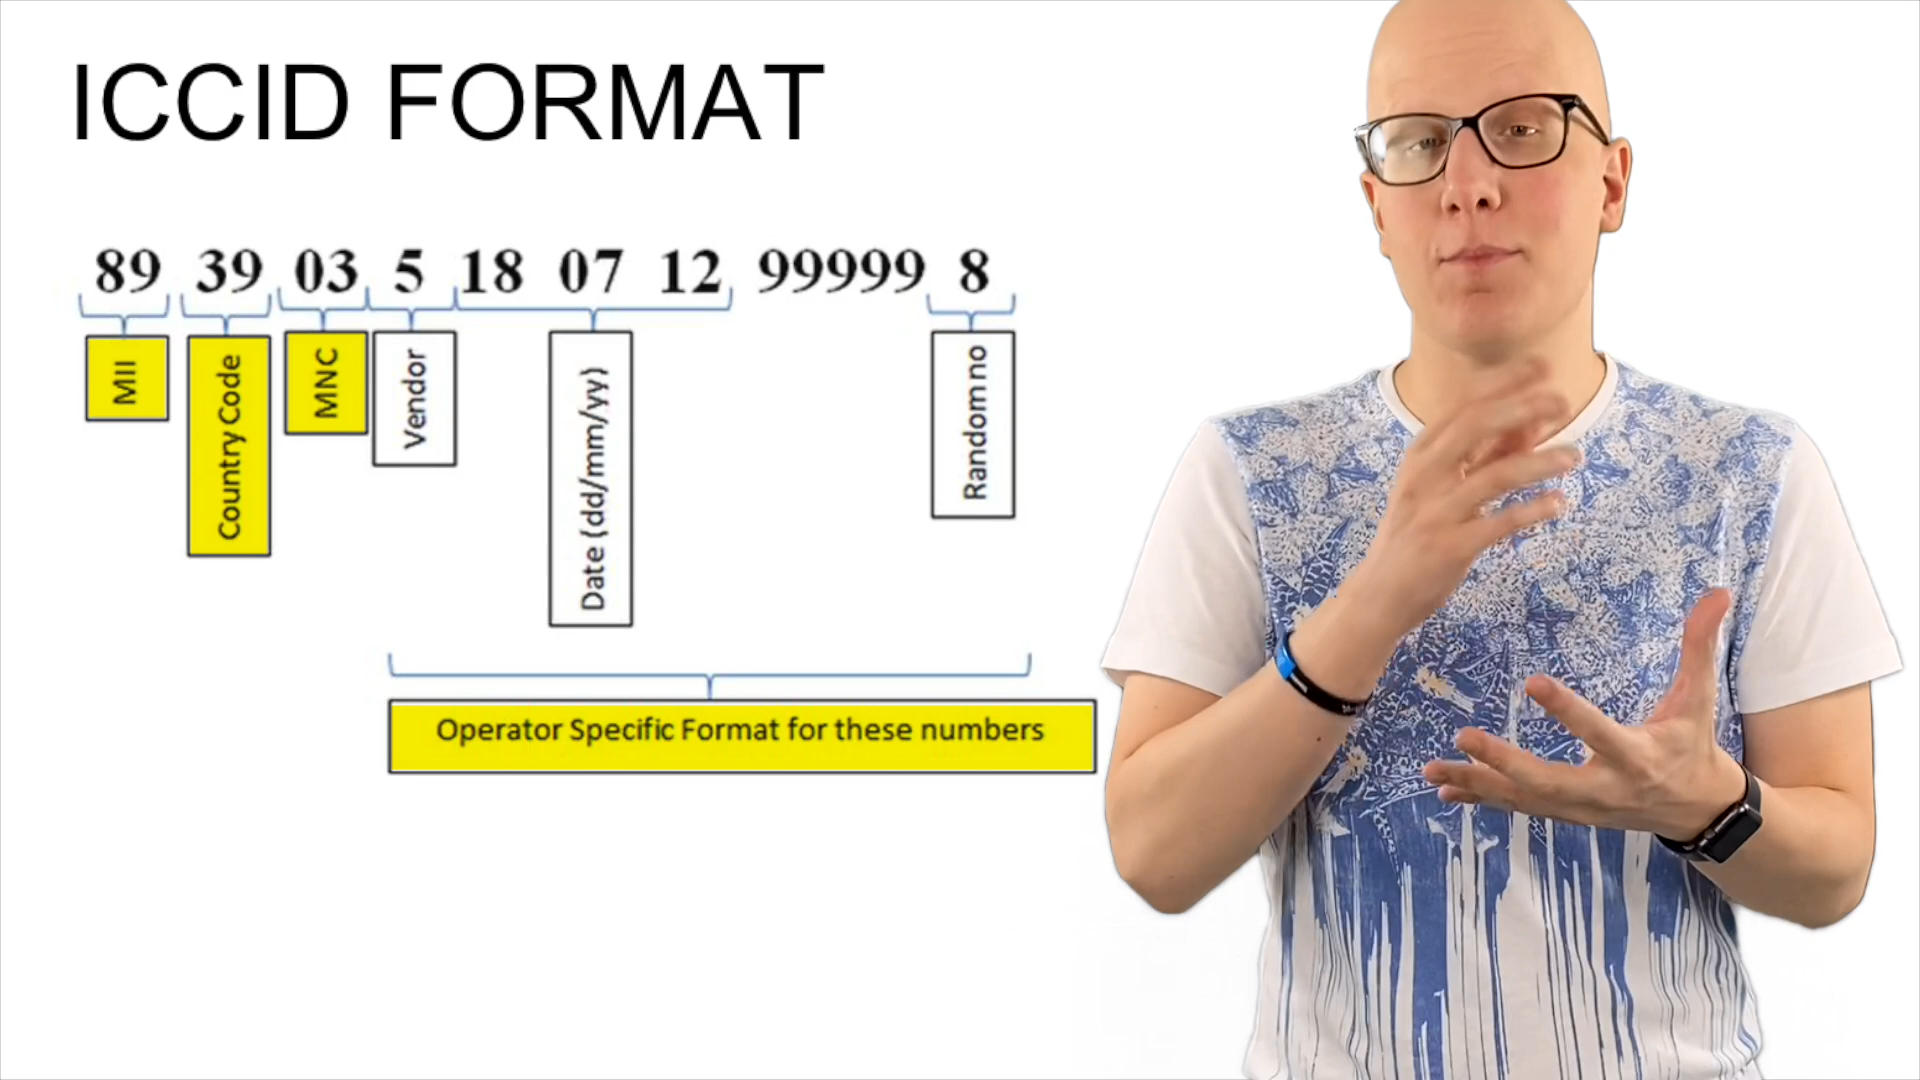 ICCID FORMAT
89 39 03 5 18 07 12 99999 8
MII
Country Code
MNC
Vendor
Date (dd/mm/yy)
Random no
Operator Specific Format for these numbers